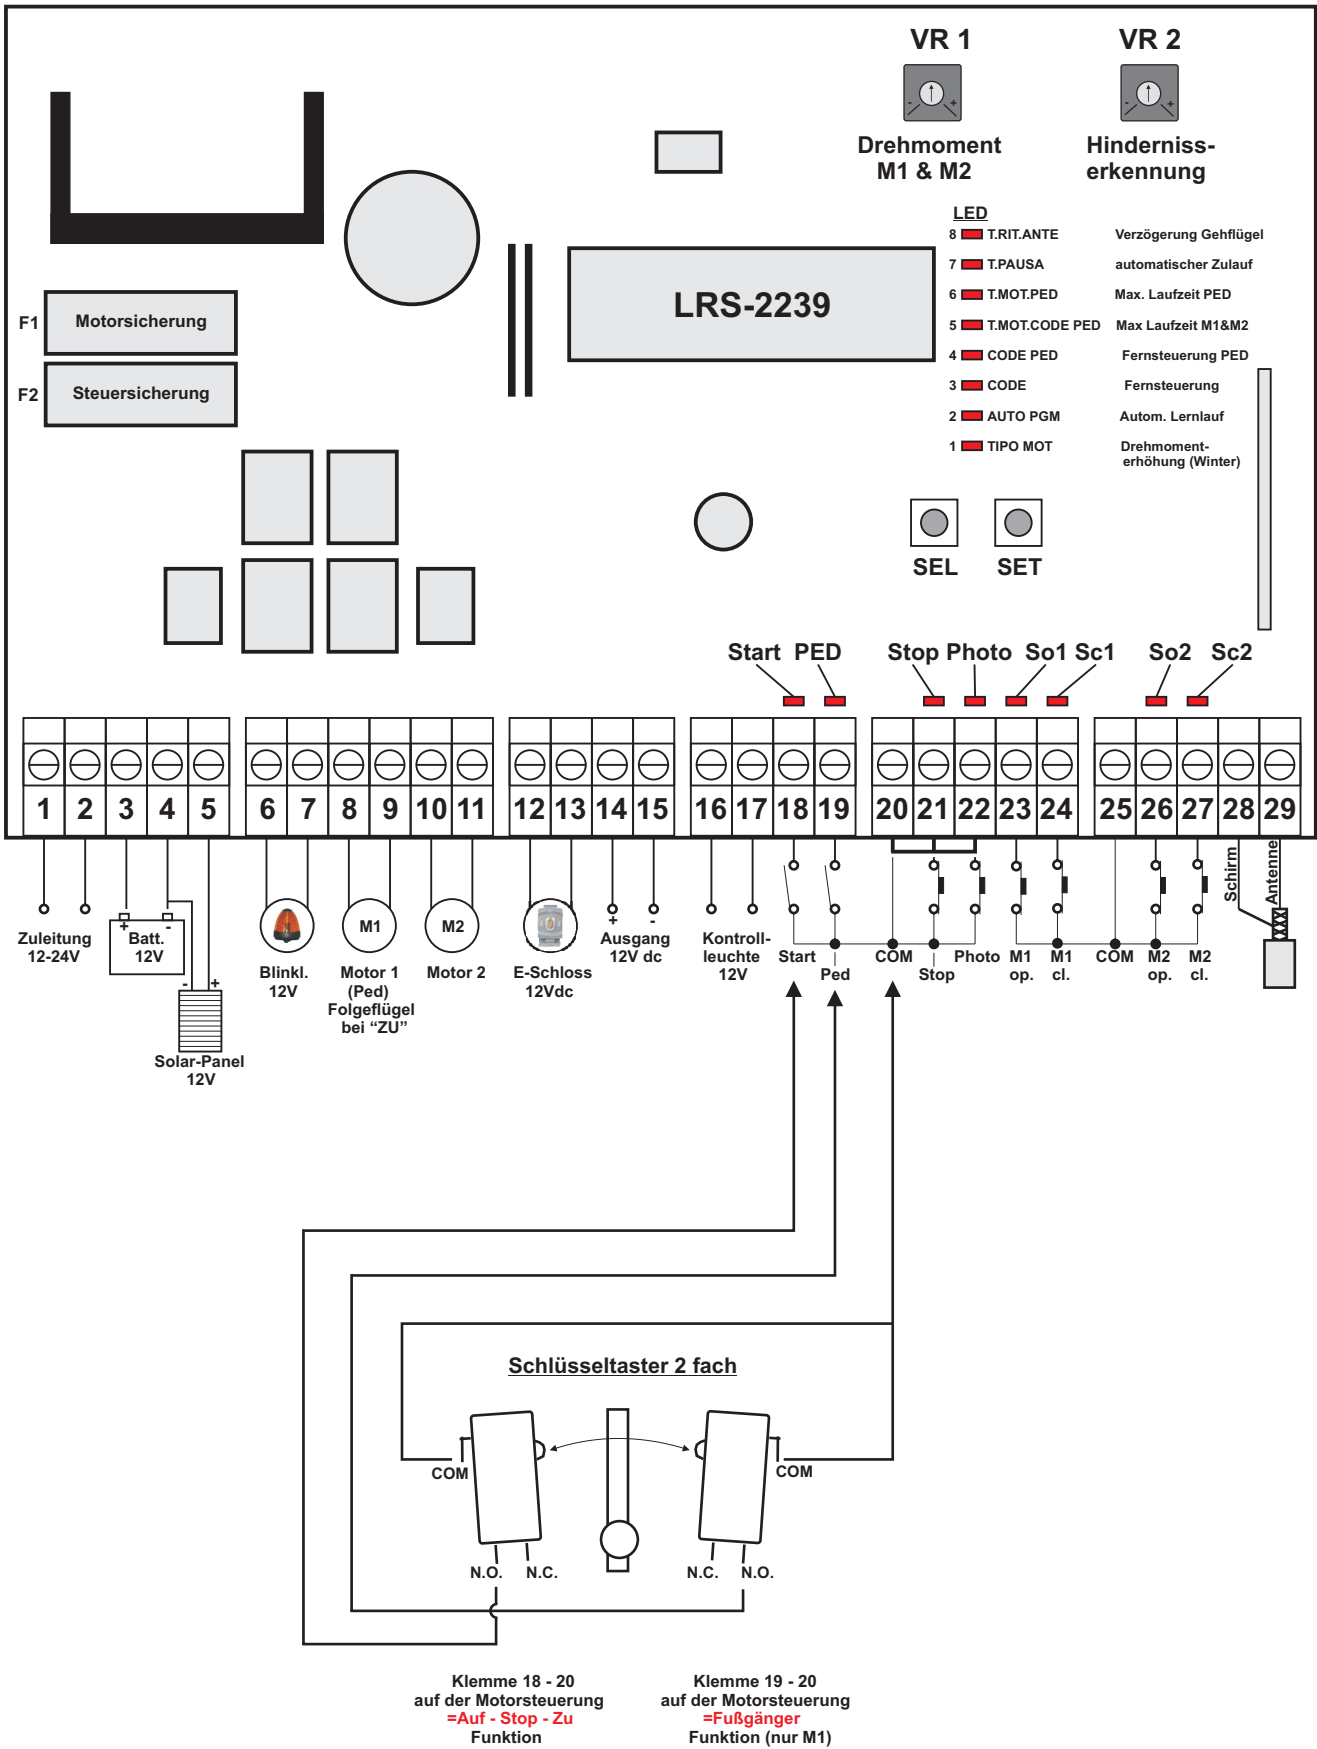 VR 1
VR 2
- +
- +
Drehmoment
M1 & M2
Hinderniss-
erkennung
LED
8 T.RIT.ANTE Verzögerung Gehflügel
7 T.PAUSA automatischer Zulauf
6 T.MOT.PED Max. Laufzeit PED
5 T.MOT.CODE PED Max Laufzeit M1&M2
4 CODE PED Fernsteuerung PED
3 CODE Fernsteuerung
2 AUTO PGM Autom. Lernlauf
1 TIPO MOT Drehmoment-
erhöhung (Winter)
LRS-2239
F1 Motorsicherung
F2 Steuersicherung
SEL SET
Start PED Stop Photo So1 Sc1 So2 Sc2
1 2 3 4 5 6 7 8 9 10 11 12 13 14 15 16 17 18 19 20 21 22 23 24 25 26 27 28 29
Schirm
Antenne
Zuleitung
12-24V
+ -
Batt.
12V
- +
Solar-Panel
12V
Blinkl.
12V
M1
Motor 1
(Ped)
Folgeflügel
bei “ZU”
M2
Motor 2
E-Schloss
12Vdc
+ -
Ausgang
12V dc
Kontroll-
leuchte
12V
Start
Ped
COM
Stop
Photo
M1
op.
M1
cl.
COM
M2
op.
M2
cl.
Schlüsseltaster 2 fach
COM
COM
N.O. N.C.
N.C. N.O.
Klemme 18 - 20
auf der Motorsteuerung
=Auf - Stop - Zu
Funktion
Klemme 19 - 20
auf der Motorsteuerung
=Fußgänger
Funktion (nur M1)